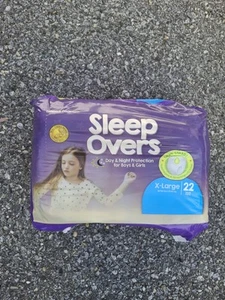 Sleep
Overs
Day & Night Protection
for Boys & Girls
X-Large
22